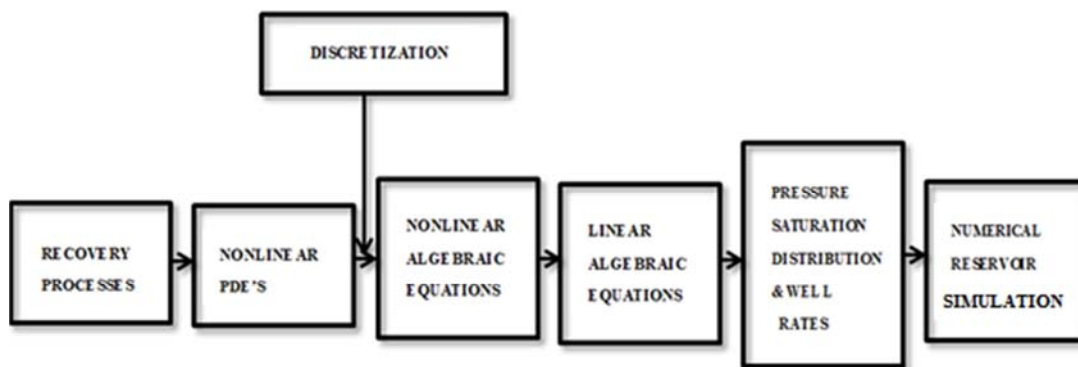 DISCRETIZATION
RECOVERY
PROCESSES
NONLINEAR
PDE'S
NONLINEAR
ALGEBRAIC
EQUATIONS
LINEAR
ALGEBRAIC
EQUATIONS
PRESSURE
SATURATION
DISTRIBUTION
&WELL
RATES
NUMERICAL
RESERVOIR
SIMULATION